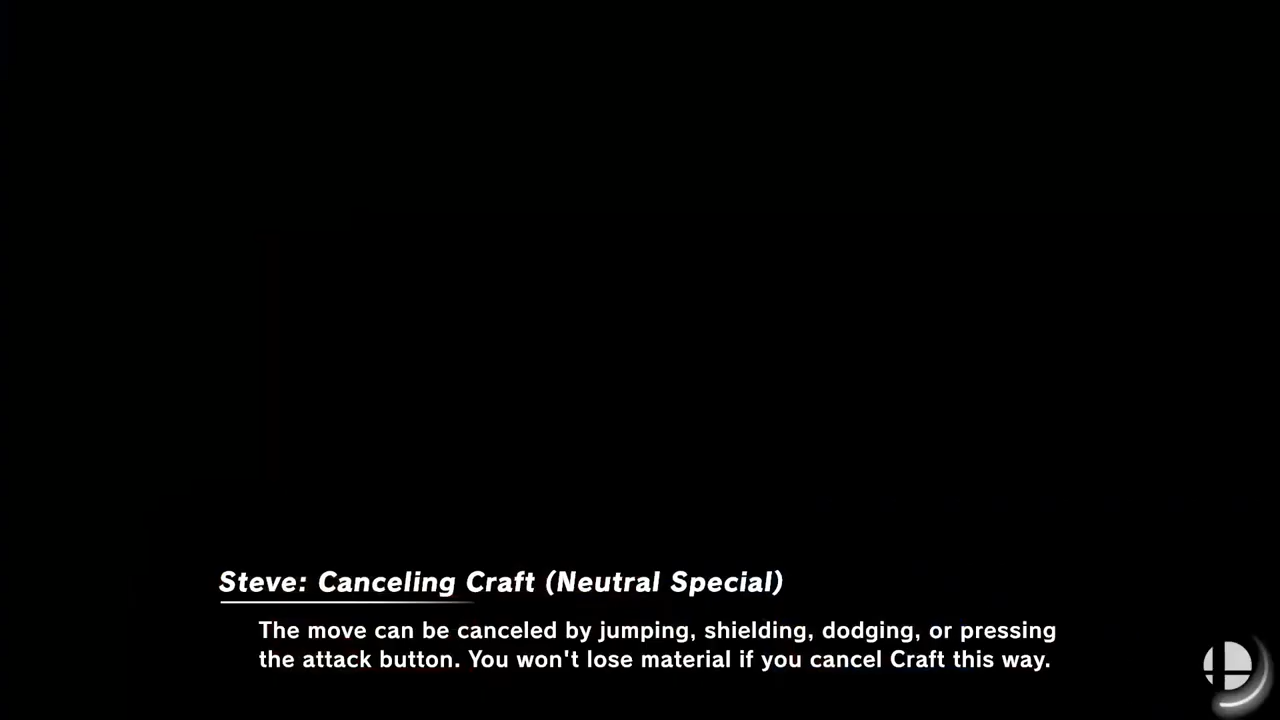 Steve: Canceling Craft (Neutral Special)
The move can be canceled by jumping, shielding, dodging, or pressing
the attack button. You won't lose material if you cancel Craft this way.